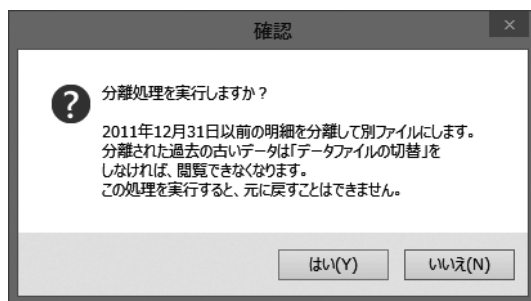 確認
分離処理を実行しますか？
2011年12月31日以前の明細を分離して別ファイルにします。
分離された過去の古いデータは「データファイルの切替」を
しなければ、閲覧できなくなります。
この処理を実行すると、元に戻すことはできません。
はい(Y)
いいえ(N)